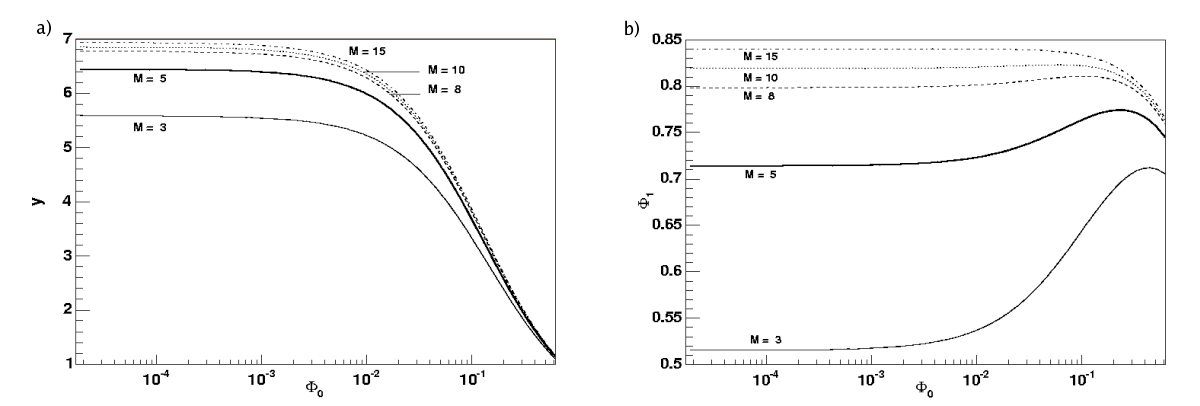 a)
7
6
5
4
3
2
1
y
M = 15
M = 10
M = 8
M = 5
M = 3
10⁻⁴
10⁻³
10⁻²
10⁻¹
Φ₀
b)
0.85
0.8
0.75
0.7
0.65
0.6
0.55
0.5
Φ₁
M = 15
M = 10
M = 8
M = 5
M = 3
10⁻⁴
10⁻³
10⁻²
10⁻¹
Φ₀